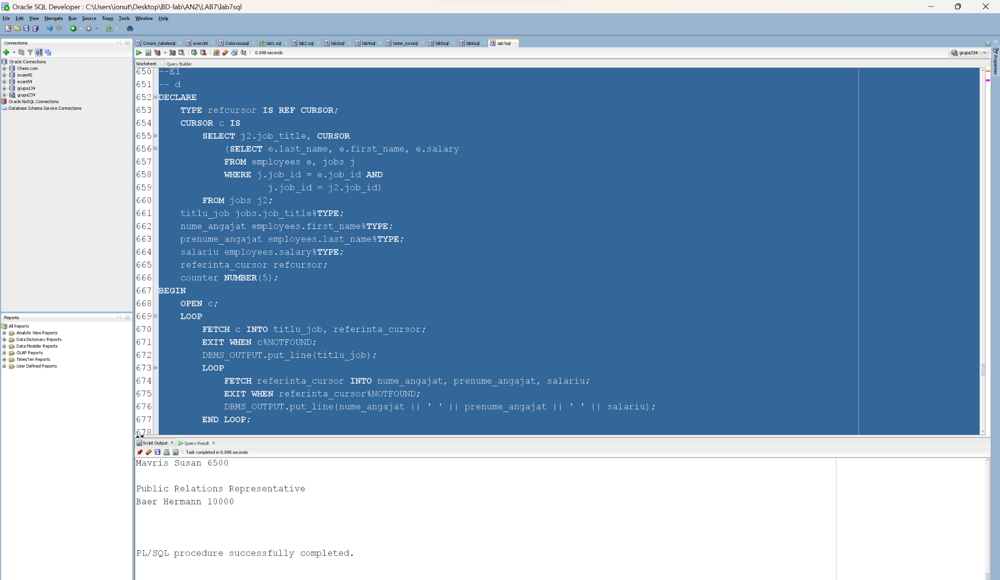 Oracle SQL Developer : C:\Users\ionut\Desktop\BD-lab\AN2\LAB7\lab7sql
File Edit View Navigate Run Source Team Tools Window Help
Connections
Oracle Connections
Chess.com
exam45
exam54
grupa134
grupa234
Oracle NoSQL Connections
Database Schema Service Connections
Reports
All Reports
Analytic View Reports
Data Dictionary Reports
Data Modeler Reports
OLAP Reports
TimesTen Reports
User Defined Reports
Creare_tabelesql exercitii Colocviuusql lab1.sql lab2.sql lab3sql lab4sql teme_curssql lab5sql lab6sql lab7sql
0.098 seconds
grupa234
Properties
Worksheet Query Builder
650 --E1
651 -- d
652 DECLARE
653 TYPE refcursor IS REF CURSOR;
654 CURSOR c IS
655 SELECT j2.job_title, CURSOR
656 (SELECT e.last_name, e.first_name, e.salary
657 FROM employees e, jobs j
658 WHERE j.job_id = e.job_id AND
659 j.job_id = j2.job_id)
660 FROM jobs j2;
661 titlu_job jobs.job_title%TYPE;
662 nume_angajat employees.first_name%TYPE;
663 prenume_angajat employees.last_name%TYPE;
664 salariu employees.salary%TYPE;
665 referinta_cursor refcursor;
666 counter NUMBER(5);
667 BEGIN
668 OPEN c;
669 LOOP
670 FETCH c INTO titlu_job, referinta_cursor;
671 EXIT WHEN c%NOTFOUND;
672 DBMS_OUTPUT.put_line(titlu_job);
673 LOOP
674 FETCH referinta_cursor INTO nume_angajat, prenume_angajat, salariu;
675 EXIT WHEN referinta_cursor%NOTFOUND;
676 DBMS_OUTPUT.put_line(nume_angajat || ' ' || prenume_angajat || ' ' || salariu);
677 END LOOP;
678
Script Output Query Result
Task completed in 0.098 seconds
Mavris Susan 6500
Public Relations Representative
Baer Hermann 10000
PL/SQL procedure successfully completed.